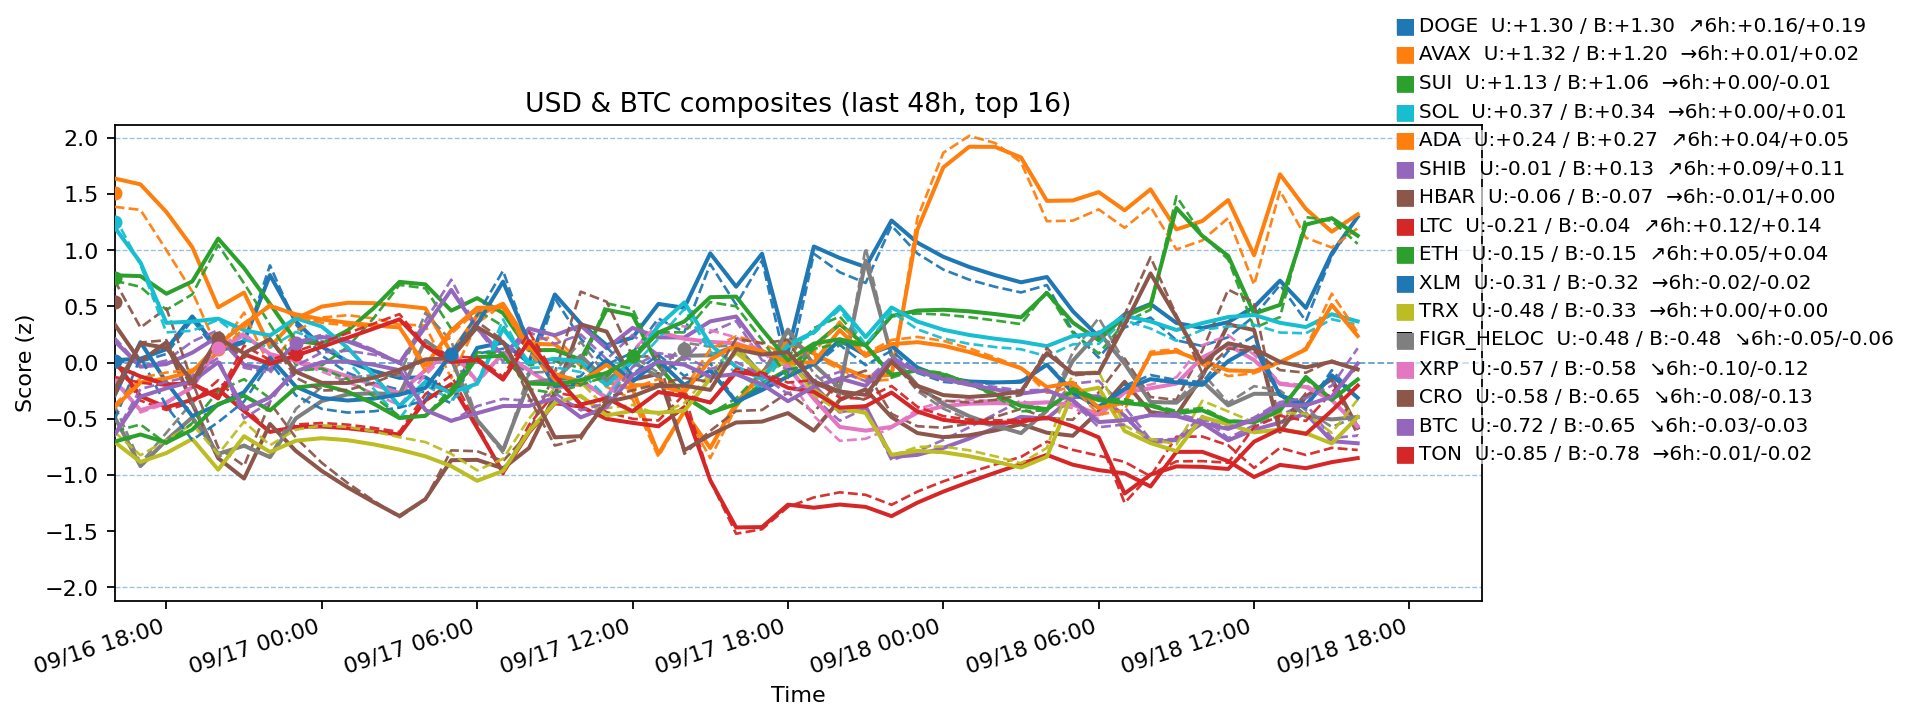 DOGE  U:+1.30 / B:+1.30  ↗6h:+0.16/+0.19
AVAX  U:+1.32 / B:+1.20  →6h:+0.01/+0.02
SUI  U:+1.13 / B:+1.06  →6h:+0.00/-0.01
SOL  U:+0.37 / B:+0.34  →6h:+0.00/+0.01
ADA  U:+0.24 / B:+0.27  ↗6h:+0.04/+0.05
SHIB  U:-0.01 / B:+0.13  ↗6h:+0.09/+0.11
HBAR  U:-0.06 / B:-0.07  →6h:-0.01/+0.00
LTC  U:-0.21 / B:-0.04  ↗6h:+0.12/+0.14
ETH  U:-0.15 / B:-0.15  ↗6h:+0.05/+0.04
XLM  U:-0.31 / B:-0.32  →6h:-0.02/-0.02
TRX  U:-0.48 / B:-0.33  →6h:+0.00/+0.00
FIGR_HELOC  U:-0.48 / B:-0.48  ↘6h:-0.05/-0.06
XRP  U:-0.57 / B:-0.58  ↘6h:-0.10/-0.12
CRO  U:-0.58 / B:-0.65  ↘6h:-0.08/-0.13
BTC  U:-0.72 / B:-0.65  ↘6h:-0.03/-0.03
TON  U:-0.85 / B:-0.78  →6h:-0.01/-0.02
USD & BTC composites (last 48h, top 16)
Score (z)
2.0
1.5
1.0
0.5
0.0
−0.5
−1.0
−1.5
−2.0
09/16 18:00
09/17 00:00
09/17 06:00
09/17 12:00
09/17 18:00
09/18 00:00
09/18 06:00
09/18 12:00
09/18 18:00
Time